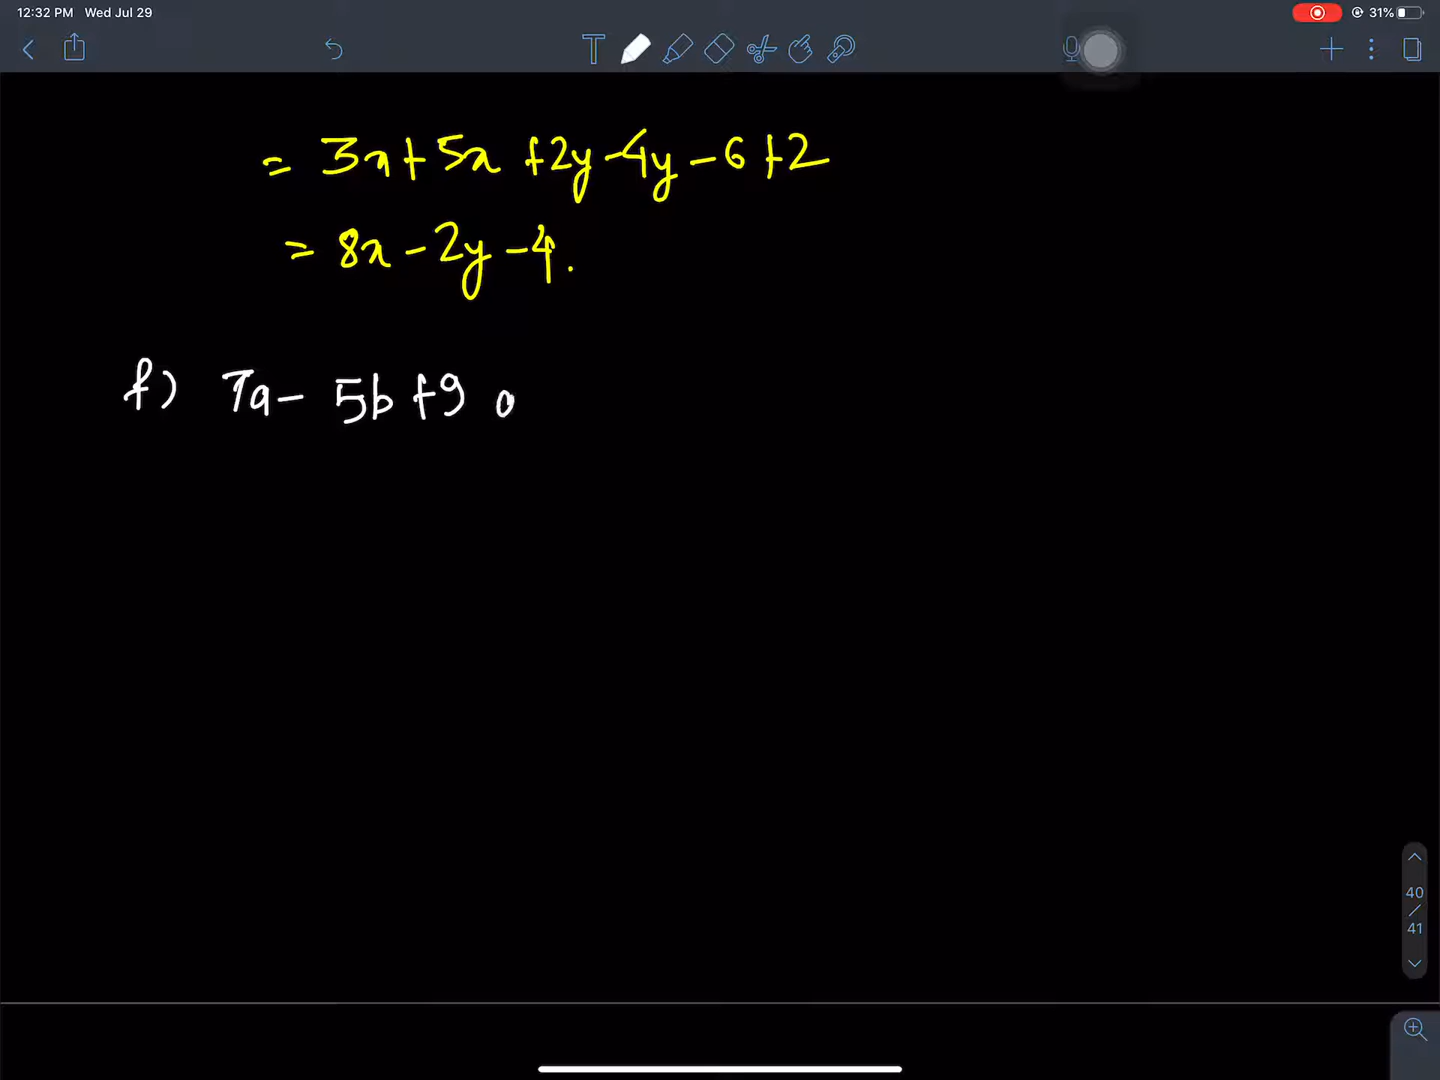 12:32 PM Wed Jul 29
31%
T
= 3x + 5x + 2y - 4y - 6 + 2
= 8x - 2y - 4.
f) 7a - 5b + 9
40
/
41